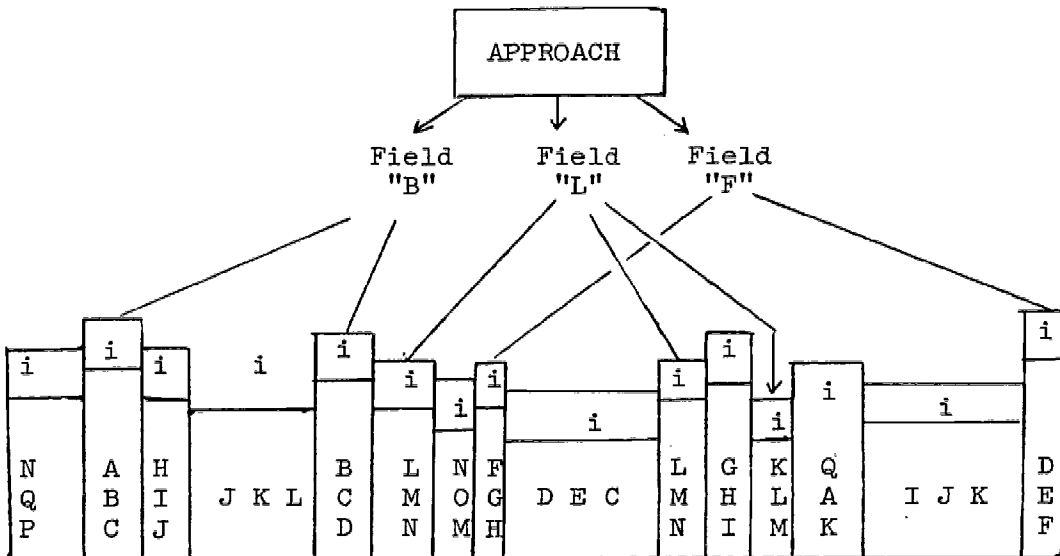 APPROACH
Field "B"
Field "L"
Field "F"
i i i i i i i i i i i i i i i
N Q P
A B C
H I J
J K L
B C D
L M N
N O M
F G H
D E C
L M N
G H I
K L M
Q A K
I J K
D E F